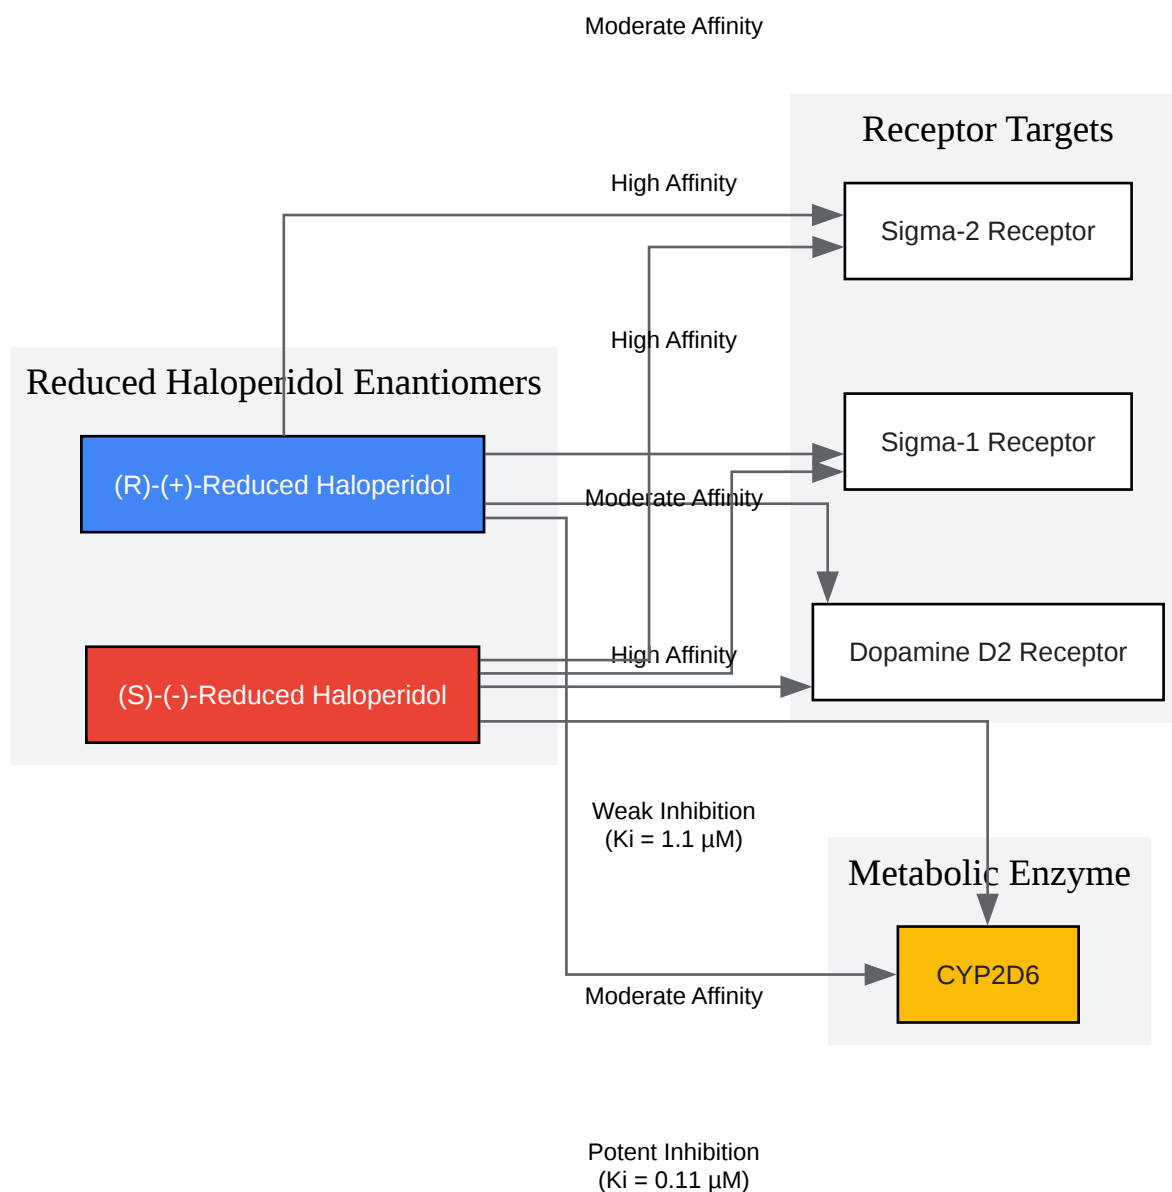 Moderate Affinity
Receptor Targets
High Affinity
Sigma-2 Receptor
High Affinity
Reduced Haloperidol Enantiomers
Sigma-1 Receptor
(R)-(+)-Reduced Haloperidol
Moderate Affinity
Dopamine D2 Receptor
High Affinity
(S)-(-)-Reduced Haloperidol
Weak Inhibition
(Ki = 1.1 µM)
Metabolic Enzyme
CYP2D6
Moderate Affinity
Potent Inhibition
(Ki = 0.11 µM)